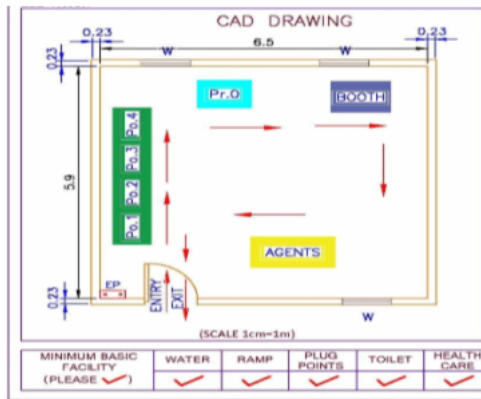 CAD DRAWING
0,23
6.5
0,23
0,23
W
W
Pr.O
BOOTH
Po.4
Po.3
Po.2
Po.1
5.9
AGENTS
EP
0,23
ENTRY
EXIT
W
(SCALE 1cm=1m)
MINIMUM BASIC FACILITY (PLEASE ✓)
WATER
RAMP
PLUG POINTS
TOILET
HEALTH CARE